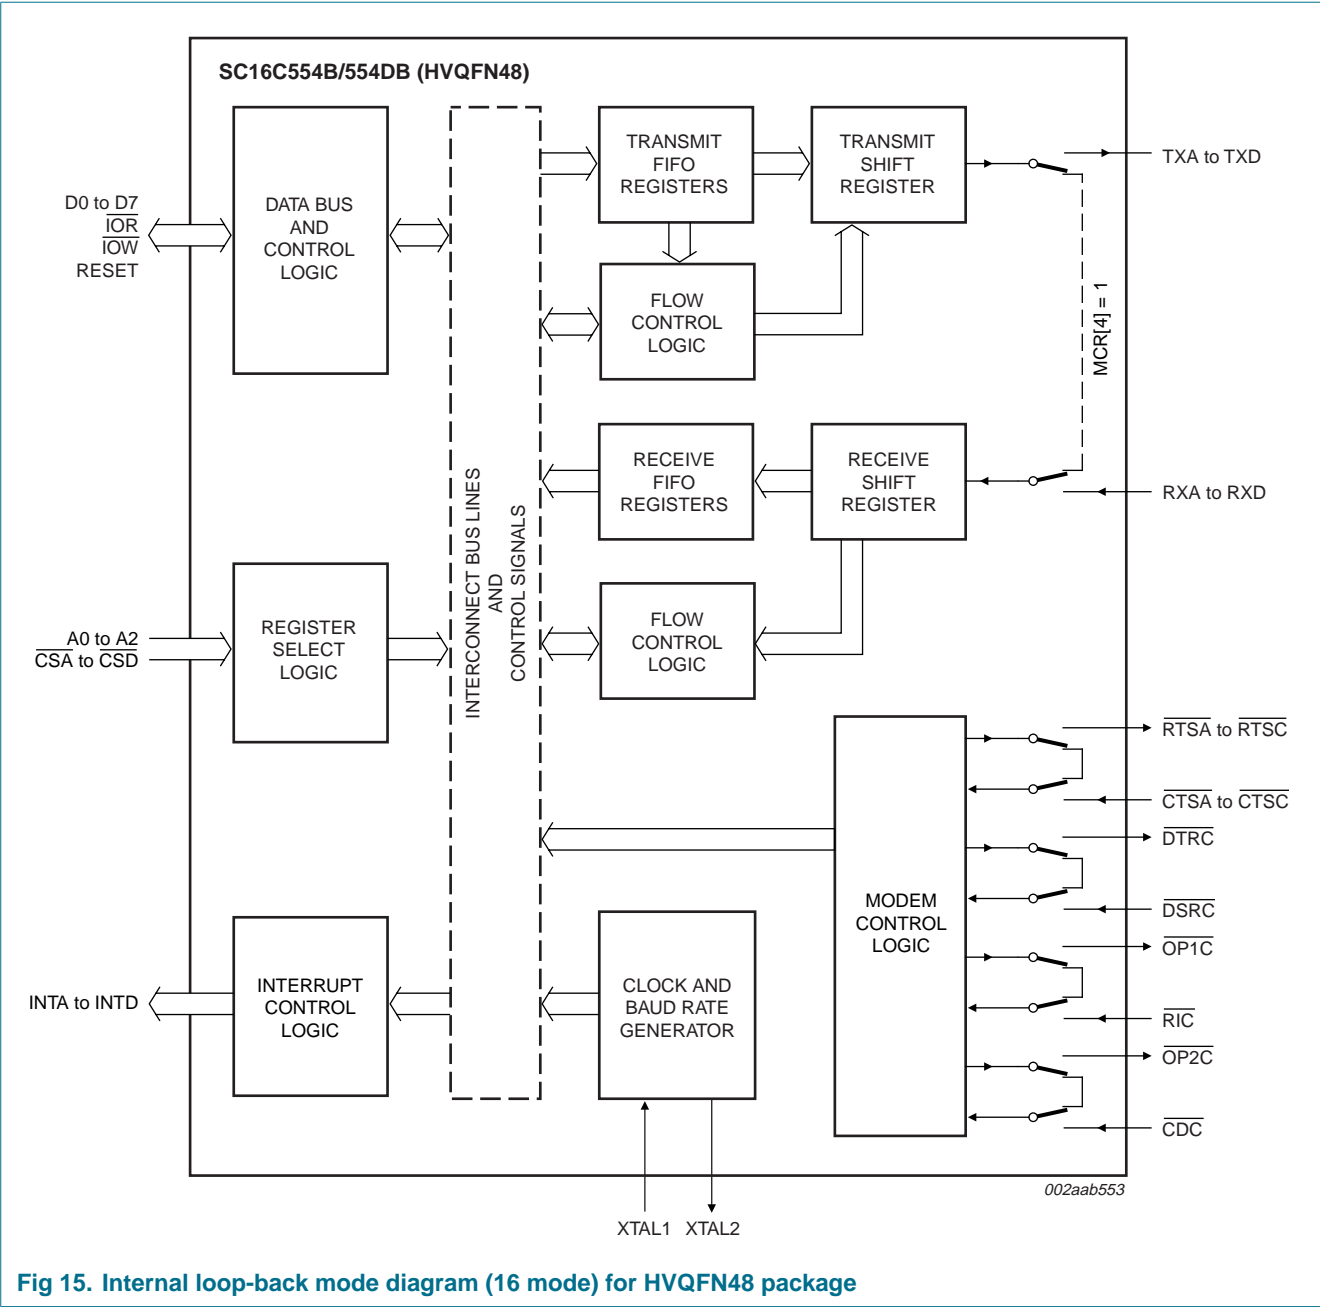 SC16C554B/554DB (HVQFN48)
D0 to D7
IOR
IOW
RESET
DATA BUS
AND
CONTROL
LOGIC
TRANSMIT
FIFO
REGISTERS
TRANSMIT
SHIFT
REGISTER
TXA to TXD
FLOW
CONTROL
LOGIC
MCR[4] = 1
RECEIVE
FIFO
REGISTERS
RECEIVE
SHIFT
REGISTER
RXA to RXD
INTERCONNECT BUS LINES
AND
CONTROL SIGNALS
A0 to A2
CSA to CSD
REGISTER
SELECT
LOGIC
FLOW
CONTROL
LOGIC
MODEM
CONTROL
LOGIC
RTSA to RTSC
CTSA to CTSC
DTRC
DSRC
OP1C
RIC
OP2C
CDC
INTA to INTD
INTERRUPT
CONTROL
LOGIC
CLOCK AND
BAUD RATE
GENERATOR
002aab553
XTAL1 XTAL2
Fig 15. Internal loop-back mode diagram (16 mode) for HVQFN48 package